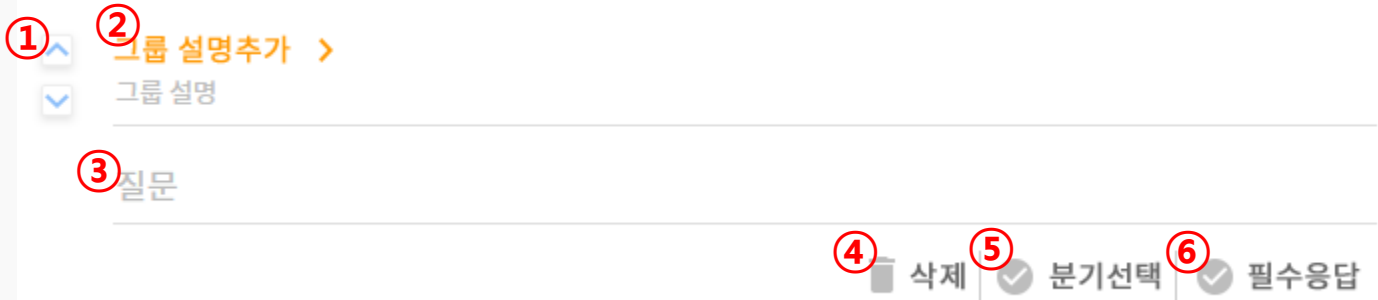 ① ② 그룹 설명추가 >
그룹 설명
③ 질문
④ 삭제 ⑤ 분기선택 ⑥ 필수응답